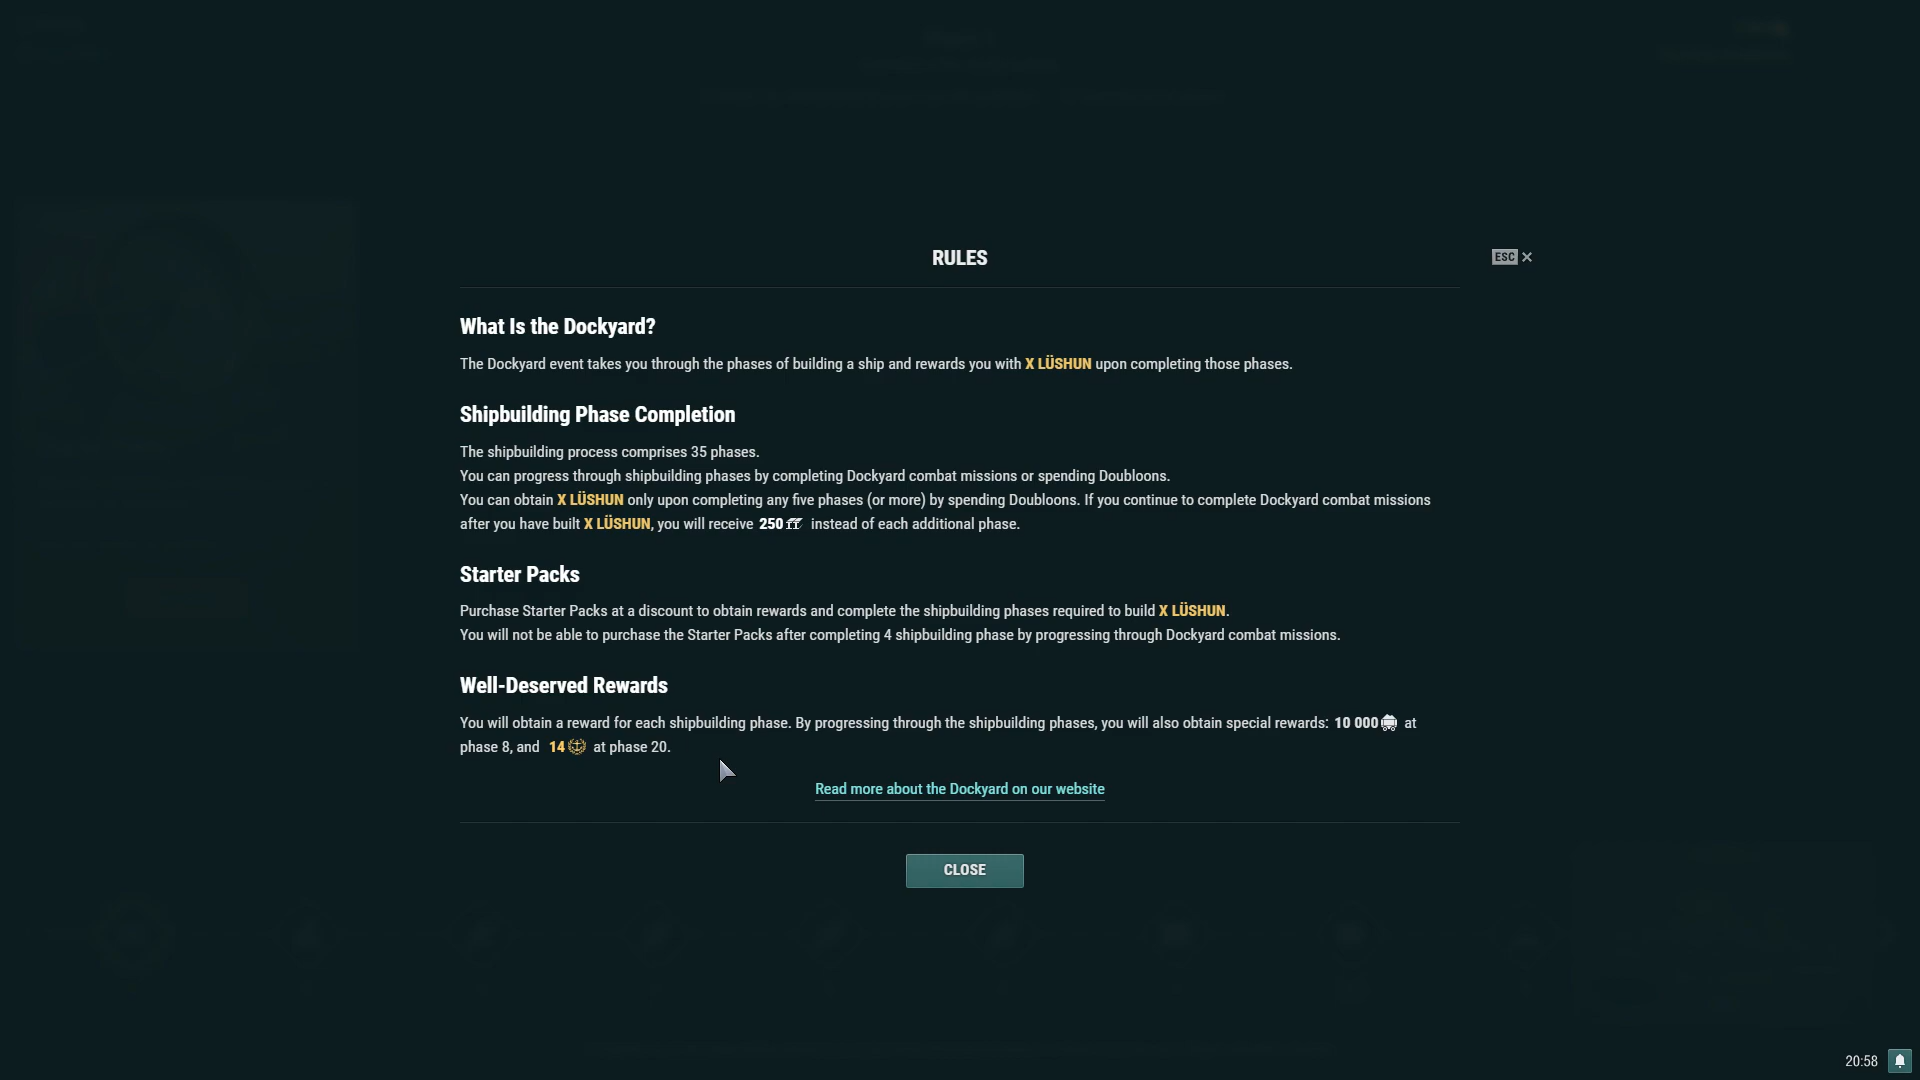 RULES
ESC
What Is the Dockyard?
The Dockyard event takes you through the phases of building a ship and rewards you with X LÜSHUN upon completing those phases.
Shipbuilding Phase Completion
The shipbuilding process comprises 35 phases.
You can progress through shipbuilding phases by completing Dockyard combat missions or spending Doubloons.
You can obtain X LÜSHUN only upon completing any five phases (or more) by spending Doubloons. If you continue to complete Dockyard combat missions
after you have built X LÜSHUN, you will receive 250 instead of each additional phase.
Starter Packs
Purchase Starter Packs at a discount to obtain rewards and complete the shipbuilding phases required to build X LÜSHUN.
You will not be able to purchase the Starter Packs after completing 4 shipbuilding phase by progressing through Dockyard combat missions.
Well-Deserved Rewards
You will obtain a reward for each shipbuilding phase. By progressing through the shipbuilding phases, you will also obtain special rewards: 10 000 at
phase 8, and 14 at phase 20.
Read more about the Dockyard on our website
CLOSE
20:58